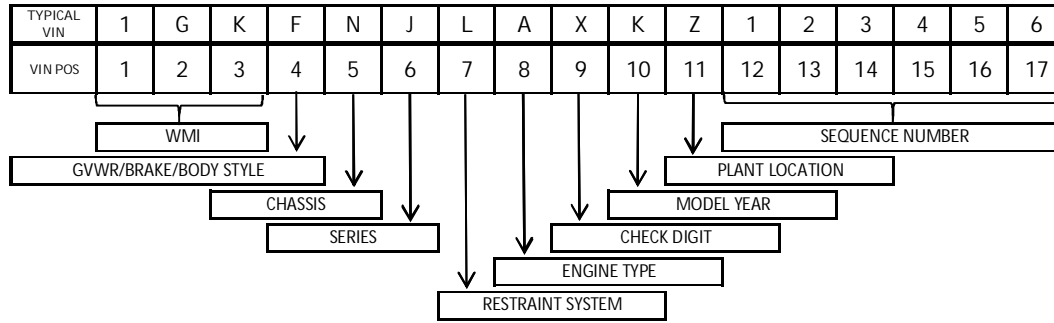 TYPICAL VIN 1 G K F N J L A X K Z 1 2 3 4 5 6
VIN POS 1 2 3 4 5 6 7 8 9 10 11 12 13 14 15 16 17
WMI SEQUENCE NUMBER
GVWR/BRAKE/BODY STYLE PLANT LOCATION
CHASSIS MODEL YEAR
SERIES CHECK DIGIT
ENGINE TYPE
RESTRAINT SYSTEM